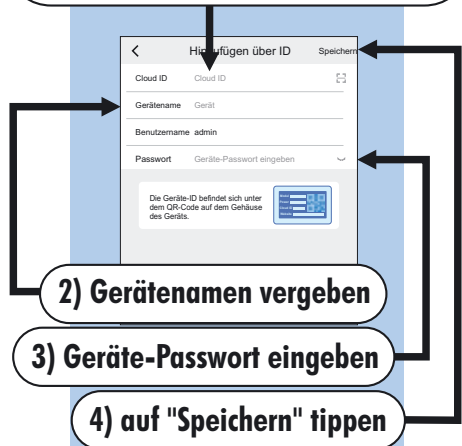 Hinzufügen über ID Speichern
Cloud ID Cloud ID
Gerätename Gerät
Benutzername admin
Passwort Geräte-Passwort eingeben
Die Geräte-ID befindet sich unter
dem QR-Code auf dem Gehäuse
des Geräts.
2) Gerätenamen vergeben
3) Geräte-Passwort eingeben
4) auf "Speichern" tippen